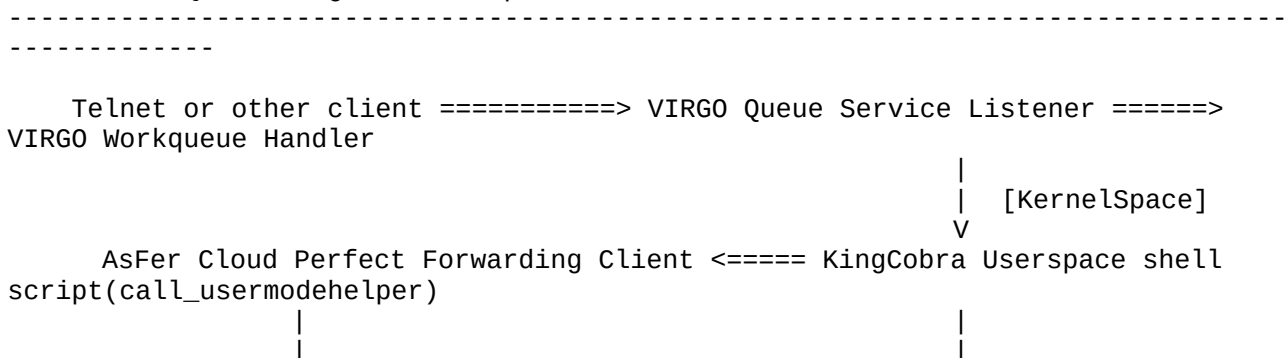 ---------------------------------------------------------------------------------
-------------
Telnet or other client ===========> VIRGO Queue Service Listener ======>
VIRGO Workqueue Handler
|
| [KernelSpace]
V
AsFer Cloud Perfect Forwarding Client <===== KingCobra Userspace shell
script(call_usermodehelper)
| |
| |